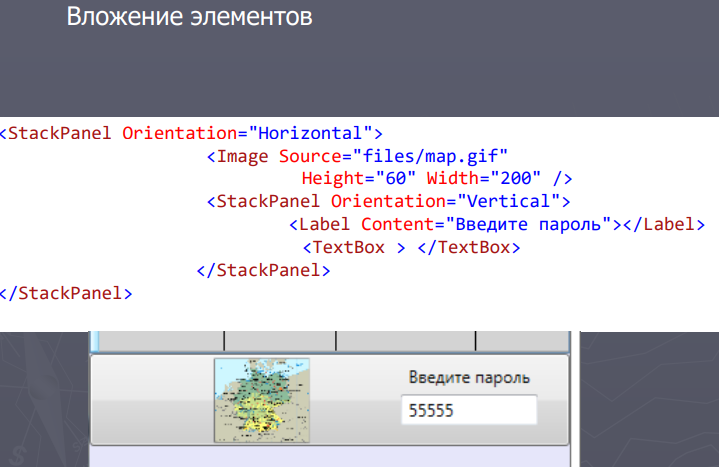 Вложение элементов
<StackPanel Orientation="Horizontal">
<Image Source="files/map.gif"
Height="60" Width="200" />
<StackPanel Orientation="Vertical">
<Label Content="Введите пароль"></Label>
<TextBox > </TextBox>
</StackPanel>
</StackPanel>
Введите пароль
55555